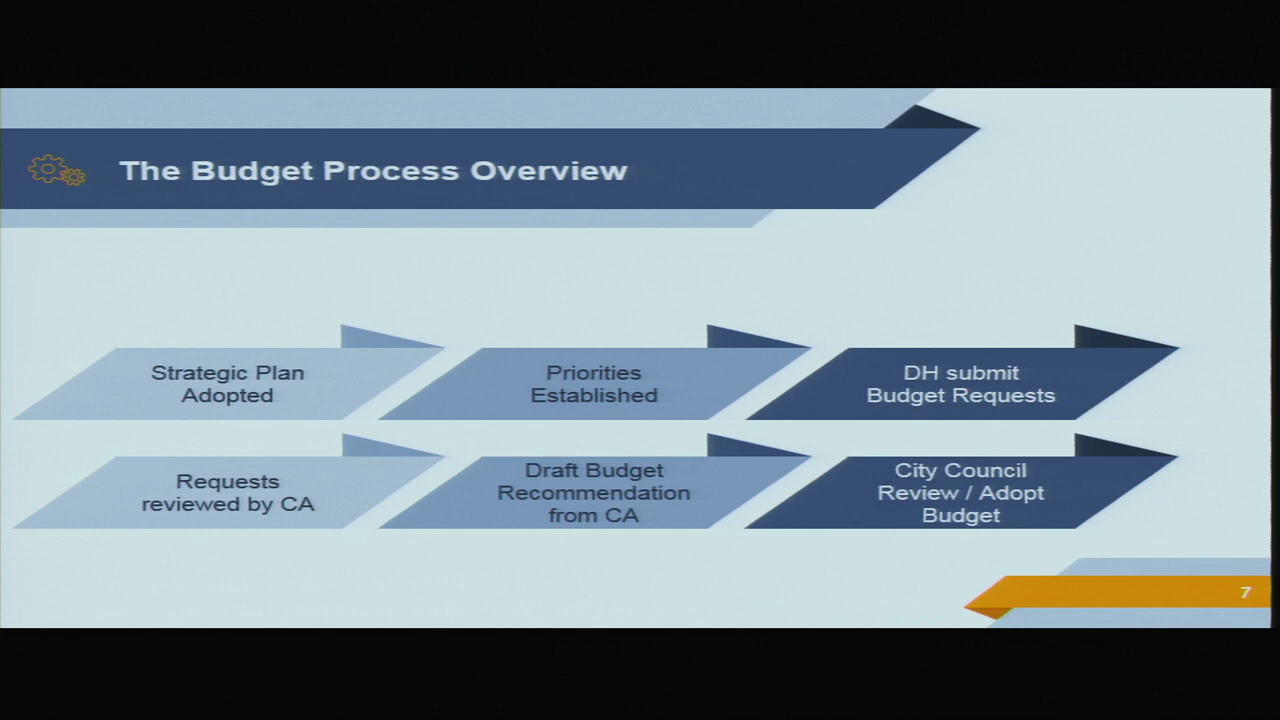 The Budget Process Overview
Strategic Plan
Adopted
Priorities
Established
DH submit
Budget Requests
Requests
reviewed by CA
Draft Budget
Recommendation
from CA
City Council
Review / Adopt
Budget
7